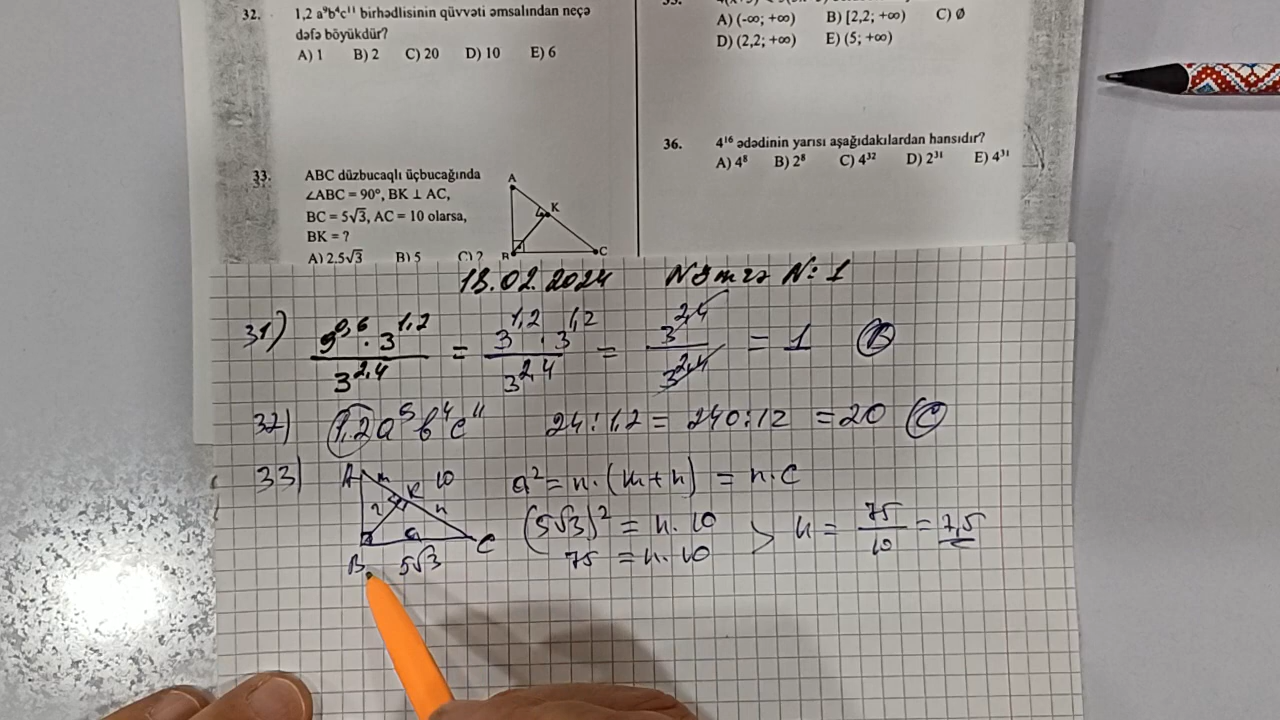 32. 1,2 a⁹b⁴c¹¹ birhədlisinin qüvvəti əmsalından neçə
dəfə böyükdür?
A) 1 B) 2 C) 20 D) 10 E) 6
33. ABC düzbucaqlı üçbucağında
∠ABC = 90°, BK ⊥ AC,
BC = 5√3, AC = 10 olarsa,
BK = ?
A) 2.5√3 B) 5
A
K
B
C
A) (-∞; +∞) B) [2,2; +∞) C) ∅
D) (2,2; +∞) E) (5; +∞)
36. 4¹⁶ ədədinin yarısı aşağıdakılardan hansıdır?
A) 4⁸ B) 2⁸ C) 4³² D) 2³¹ E) 4³¹
18.02.2024 N: 1
31) 9^0,6 · 3^1,2 / 3^2,4 = 3^1,2 · 3^1,2 / 3^2,4 = 3^2,4 / 3^2,4 = 1 B
32) 1,2a⁹b⁴c¹¹ 24:1,2 = 240:12 = 20 C
33) A m 10 K n B a C 5√3
a² = n·(m+n) = n·c
(5√3)² = n·10
75 = n·10
n = 75/10 = 7,5